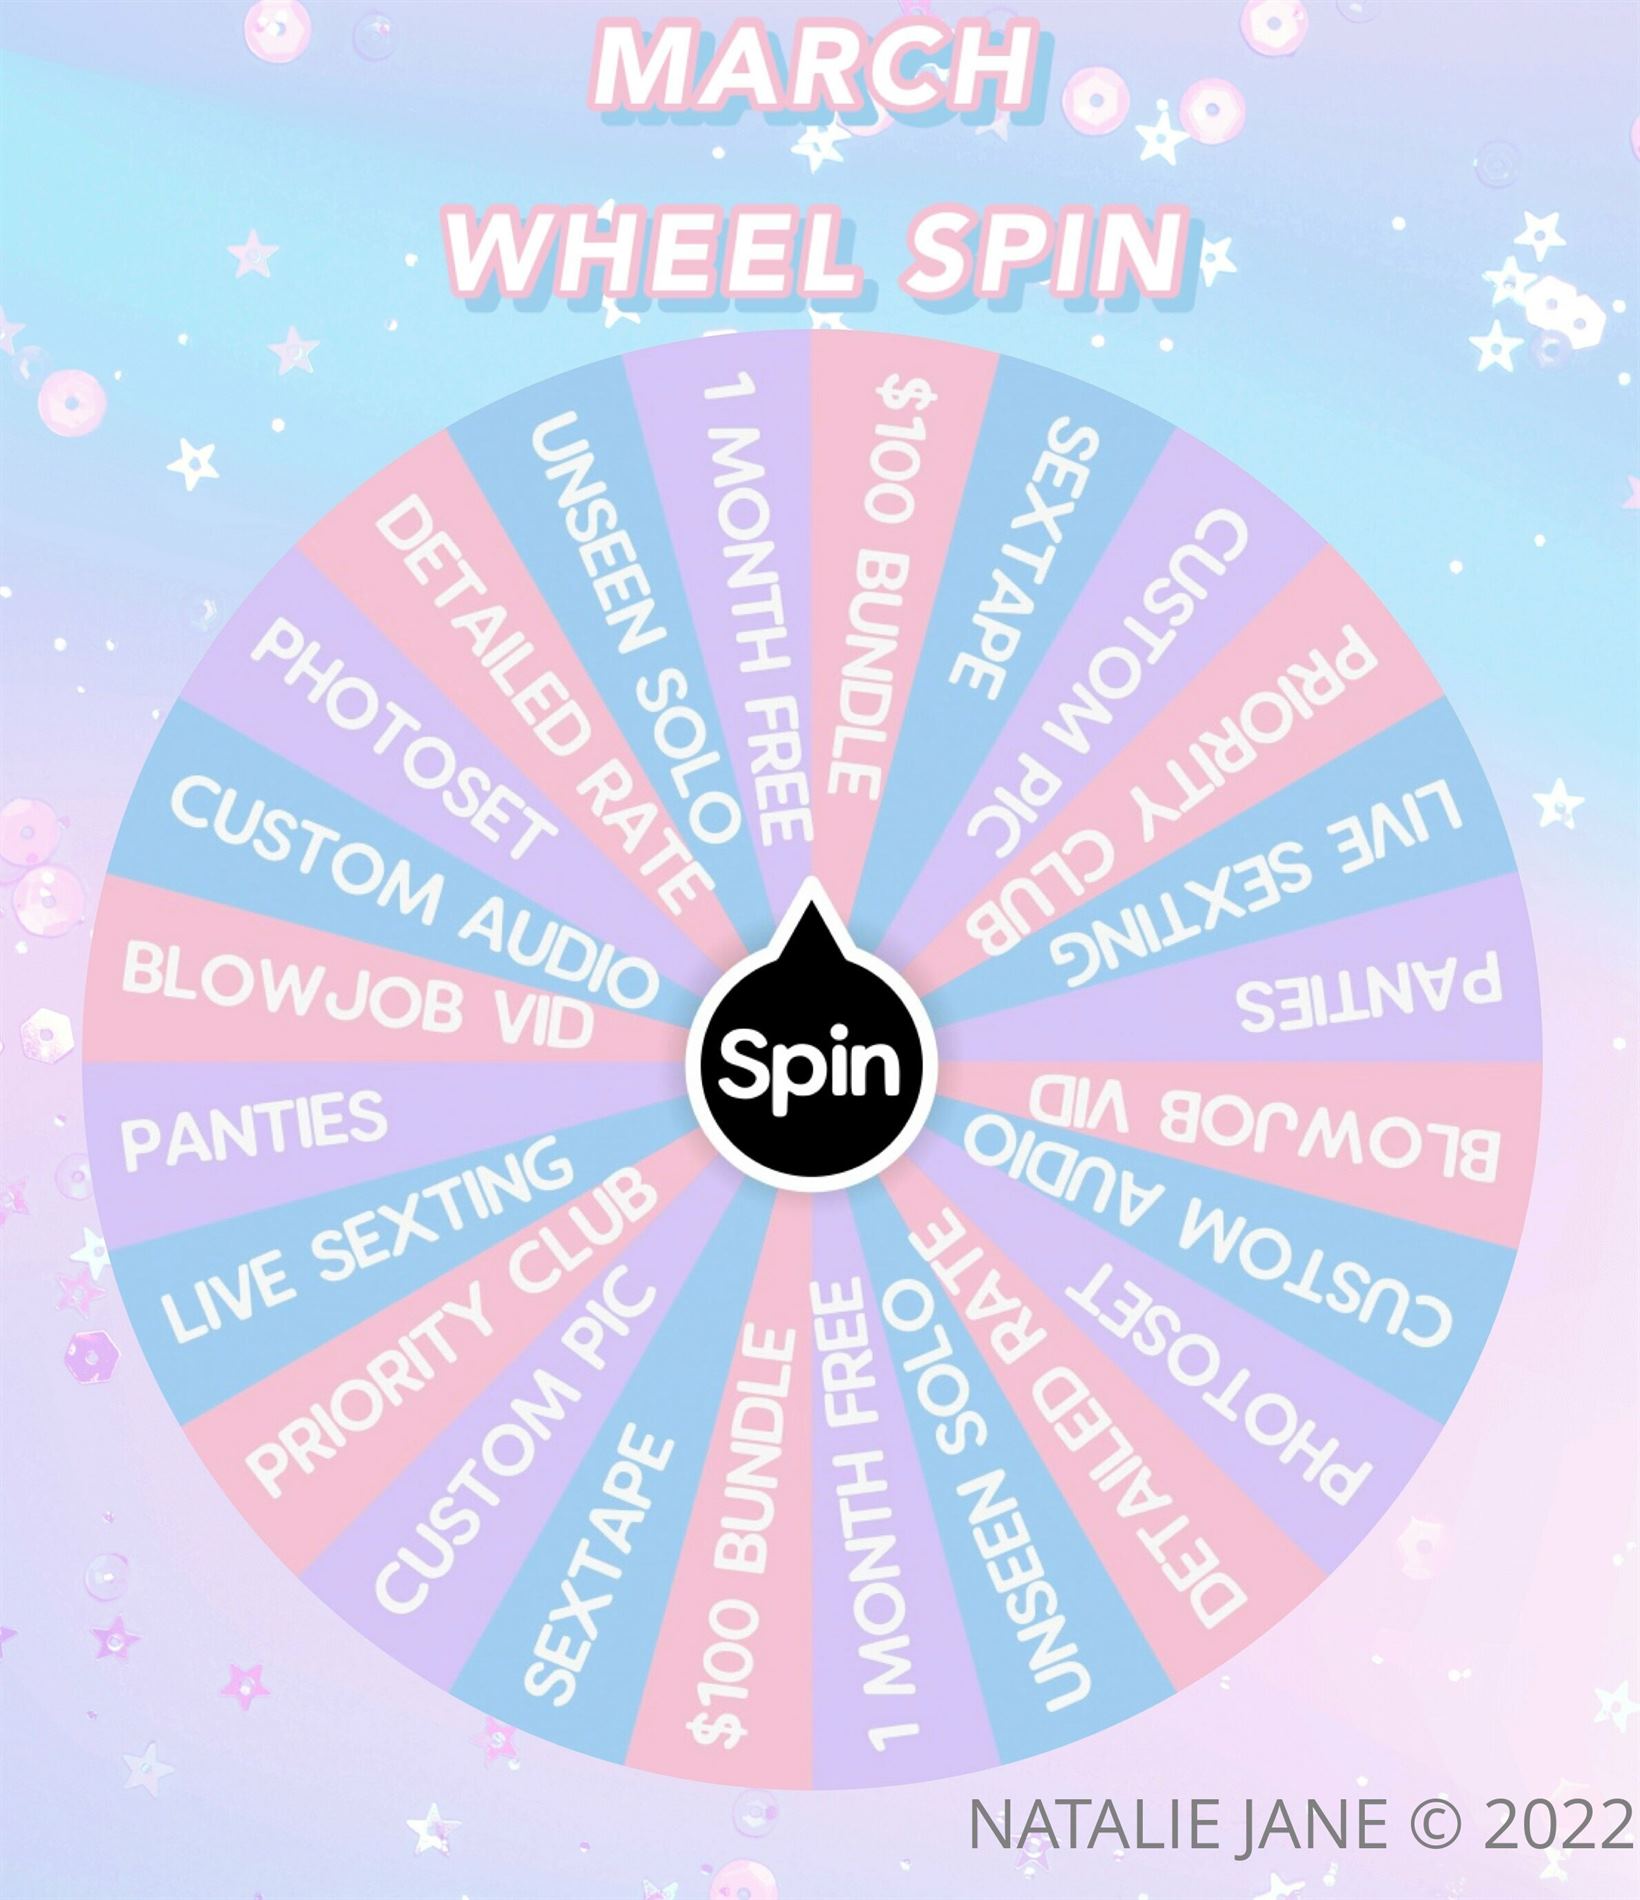 MARCH
WHEEL SPIN
$100 BUNDLE
SEXTAPE
CUSTOM PIC
PRIORITY CLUB
LIVE SEXTING
PANTIES
BLOWJOB VID
CUSTOM AUDIO
PHOTOSET
DETAILED RATE
UNSEEN SOLO
1 MONTH FREE
$100 BUNDLE
SEXTAPE
CUSTOM PIC
PRIORITY CLUB
LIVE SEXTING
PANTIES
BLOWJOB VID
CUSTOM AUDIO
PHOTOSET
DETAILED RATE
UNSEEN SOLO
1 MONTH FREE
Spin
NATALIE JANE © 2022